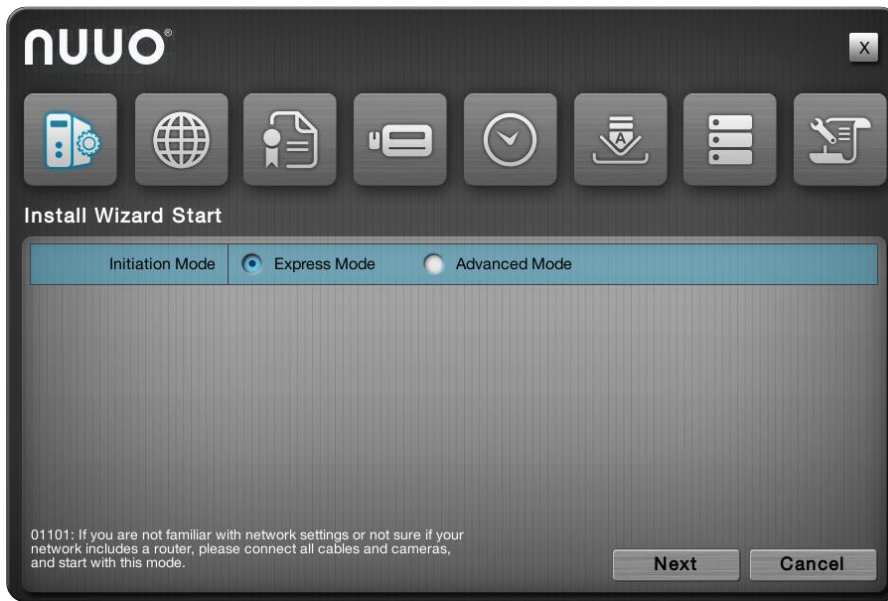 nuuo®
X
A
Install Wizard Start
Initiation Mode Express Mode Advanced Mode
01101: If you are not familiar with network settings or not sure if your
network includes a router, please connect all cables and cameras,
and start with this mode.
Next Cancel